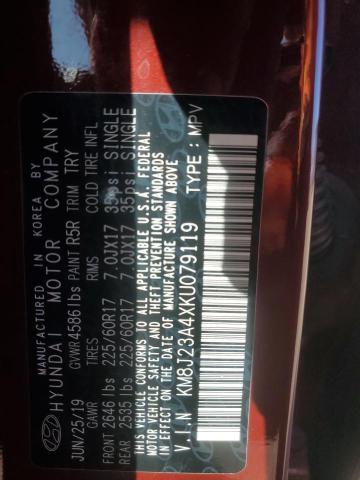 MANUFACTURED IN KOREA BY
HYUNDAI MOTOR COMPANY
JUN/25/19 GVWR 4586 lbs PAINT R5R TRIM TRY
GAWR TIRES RIMS COLD TIRE INFL.
FRONT 2646 lbs 225/60R17 7.0JX17 35psi SINGLE
REAR 2535 lbs 225/60R17 7.0JX17 35psi SINGLE
THIS VEHICLE CONFORMS TO ALL APPLICABLE U.S.A. FEDERAL
MOTOR VEHICLE SAFETY AND THEFT PREVENTION STANDARDS
IN EFFECT ON THE DATE OF MANUFACTURE SHOWN ABOVE
V.I.N KM8J23A4XKU079119 TYPE : MPV